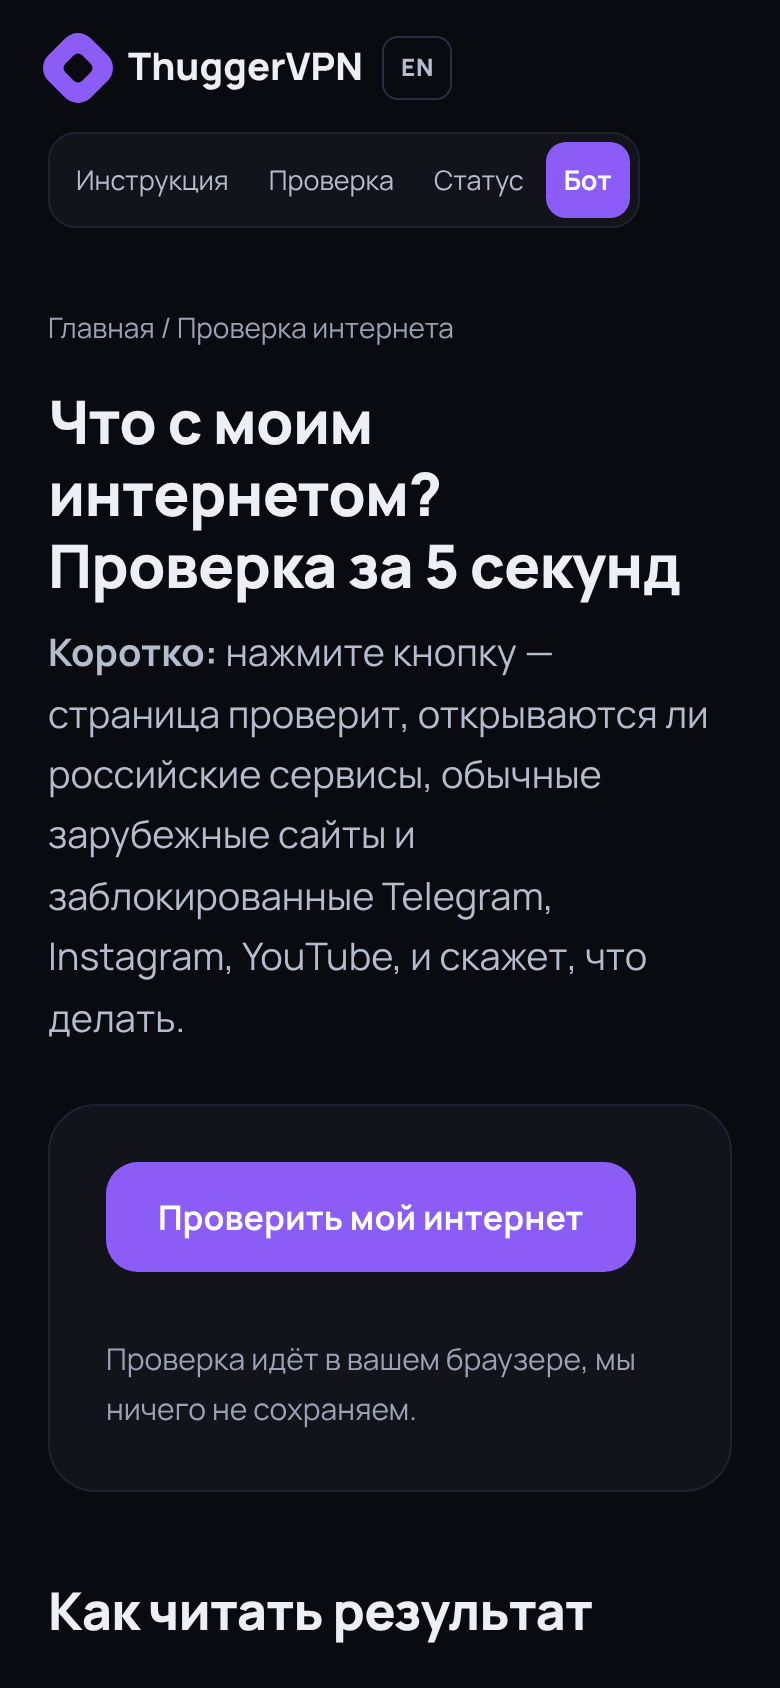 ThuggerVPN EN
Инструкция Проверка Статус Бот
Главная / Проверка интернета
Что с моим
интернетом?
Проверка за 5 секунд
Коротко: нажмите кнопку —
страница проверит, открываются ли
российские сервисы, обычные
зарубежные сайты и
заблокированные Telegram,
Instagram, YouTube, и скажет, что
делать.
Проверить мой интернет
Проверка идёт в вашем браузере, мы
ничего не сохраняем.
Как читать результат